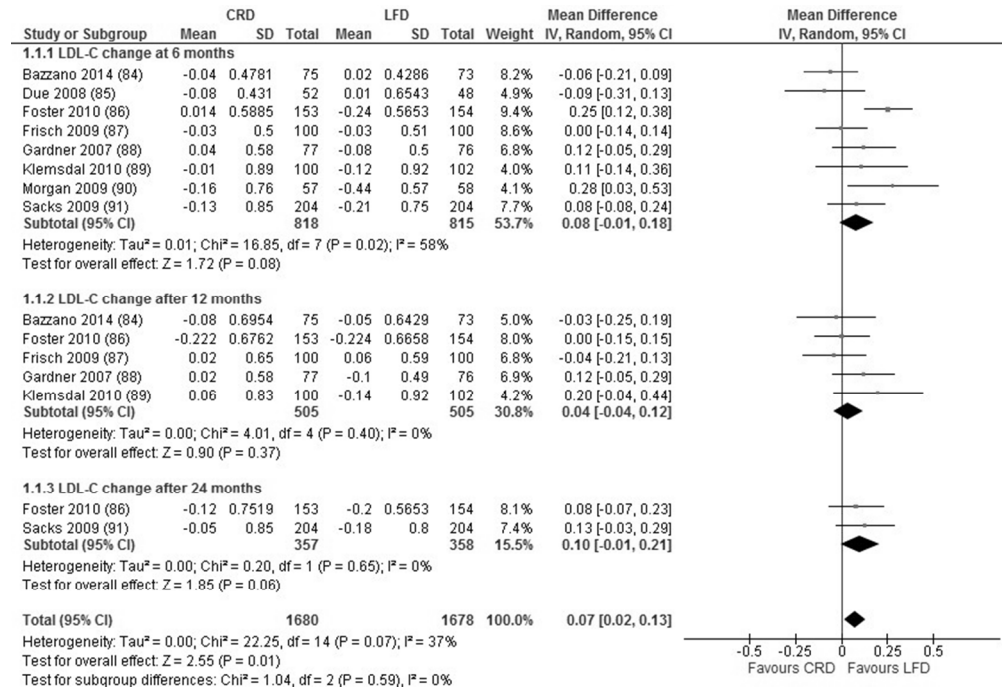 CRD LFD Mean Difference Mean Difference
Study or Subgroup Mean SD Total Mean SD Total Weight IV, Random, 95% CI IV, Random, 95% CI
1.1.1 LDL-C change at 6 months
Bazzano 2014 (84) -0.04 0.4781 75 0.02 0.4286 73 8.2% -0.06 [-0.21, 0.09]
Due 2008 (85) -0.08 0.431 52 0.01 0.6543 48 5.0% -0.09 [-0.31, 0.13]
Foster 2010 (86) 0.014 0.5885 153 -0.24 0.5653 154 9.4% 0.25 [0.12, 0.38]
Frisch 2009 (87) -0.03 0.5 100 -0.03 0.51 100 8.6% 0.00 [-0.14, 0.14]
Gardner 2007 (88) 0.04 0.58 77 -0.08 0.5 76 6.8% 0.12 [-0.05, 0.29]
Klemsdal 2010 (89) -0.01 0.89 100 -0.12 0.92 102 4.0% 0.11 [-0.14, 0.36]
Morgan 2009 (90) -0.16 0.76 57 -0.44 0.57 58 4.1% 0.28 [0.03, 0.53]
Sacks 2009 (91) -0.13 0.85 204 -0.21 0.75 204 7.7% 0.08 [-0.08, 0.24]
Subtotal (95% CI) 818 815 53.7% 0.08 [-0.01, 0.18]
Heterogeneity: Tau² = 0.01; Chi² = 16.85, df = 7 (P = 0.02); I² = 58%
Test for overall effect: Z = 1.72 (P = 0.08)
1.1.2 LDL-C change after 12 months
Bazzano 2014 (84) -0.08 0.6954 75 -0.05 0.6429 73 5.0% -0.03 [-0.25, 0.19]
Foster 2010 (86) -0.222 0.6762 153 -0.224 0.6658 154 8.1% 0.00 [-0.15, 0.15]
Frisch 2009 (87) 0.02 0.65 100 0.06 0.59 100 6.8% -0.04 [-0.21, 0.13]
Gardner 2007 (88) 0.02 0.58 77 -0.1 0.49 76 6.9% 0.12 [-0.05, 0.29]
Klemsdal 2010 (89) 0.06 0.83 100 -0.14 0.92 102 4.2% 0.20 [-0.04, 0.44]
Subtotal (95% CI) 505 505 30.8% 0.04 [-0.04, 0.12]
Heterogeneity: Tau² = 0.00; Chi² = 4.01, df = 4 (P = 0.40); I² = 0%
Test for overall effect: Z = 0.90 (P = 0.37)
1.1.3 LDL-C change after 24 months
Foster 2010 (86) -0.12 0.7519 153 -0.2 0.5653 154 8.1% 0.08 [-0.07, 0.23]
Sacks 2009 (91) -0.05 0.85 204 -0.18 0.8 204 7.4% 0.13 [-0.03, 0.29]
Subtotal (95% CI) 357 358 15.5% 0.10 [-0.01, 0.21]
Heterogeneity: Tau² = 0.00; Chi² = 0.20, df = 1 (P = 0.65); I² = 0%
Test for overall effect: Z = 1.85 (P = 0.06)
Total (95% CI) 1680 1678 100.0% 0.07 [0.02, 0.13]
Heterogeneity: Tau² = 0.00; Chi² = 22.25, df = 14 (P = 0.07); I² = 37%
Test for overall effect: Z = 2.55 (P = 0.01)
Test for subgroup differences: Chi² = 1.04, df = 2 (P = 0.59), I² = 0%
-0.5 -0.25 0 0.25 0.5
Favours CRD Favours LFD